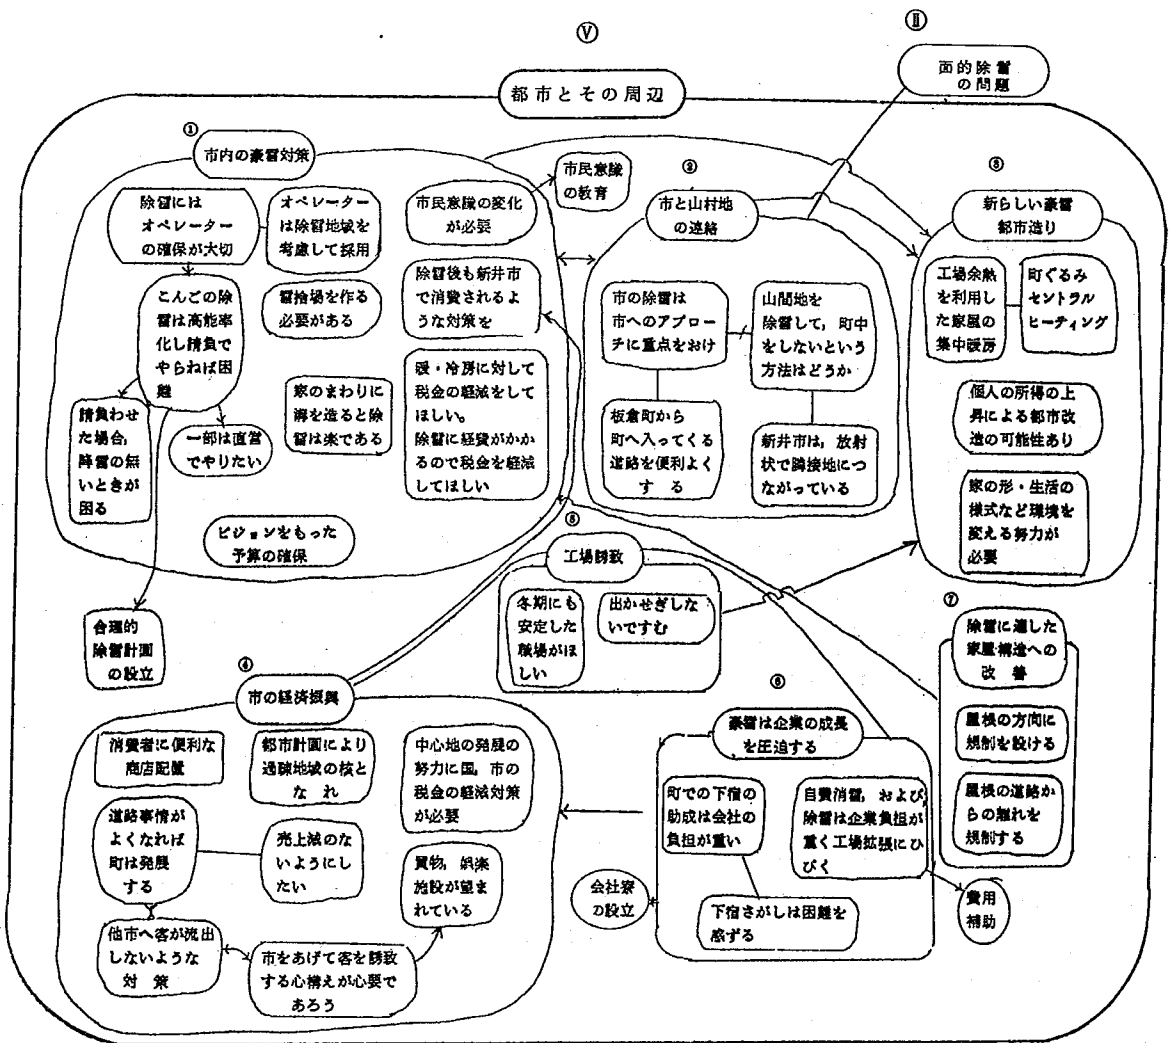 Ⅴ
Ⅱ
面的除雪
の問題
都市とその周辺
①
市内の豪雪対策
除雪には
オペレーター
の確保が大切
オペレーター
は除雪地域を
考慮して採用
市民意識の変化
が必要
市民意識
の教育
こんごの除
雪は高能率
化し請負で
やらねば困
難
雪捨場を作る
必要がある
除雪後も新井市
で消費されるよ
うな対策を
請負わせ
た場合,
降雪の無
いときが
困る
一部は直営
でやりたい
家のまわりに
溝を造ると除
雪は楽である
暖・冷房に対して
税金の軽減をして
ほしい。
除雪に経費がかか
るので税金を軽減
してほしい
ビジョンをもった
予算の確保
合理的
除雪計画
の設立
②
市と山村地
の連絡
市の除雪は
市へのアプロー
チに重点をおけ
山間地を
除雪して, 町中
をしないという
方法はどうか
板倉町から
町へ入ってくる
道路を便利よく
する
新井市は, 放射
状で隣接地につ
ながっている
③
新らしい豪雪
都市造り
工場余熱
を利用し
た家屋の
集中暖房
町ぐるみ
セントラル
ヒーティング
個人の所得の上
昇による都市改
造の可能性あり
家の形・生活の
様式など環境を
変える努力が
必要
⑤
工場誘致
冬期にも
安定した
職場がほ
しい
出かせぎしな
いですむ
④
市の経済振興
消費者に便利な
商店配置
都市計画により
過疎地域の核と
なれ
中心地の発展の
努力に国, 市の
税金の軽減対策
が必要
道路事情が
よくなれば
町は発展
する
売上減のな
いようにし
たい
買物, 娯楽
施設が望ま
れている
他市へ客が流出
しないような
対策
市をあげて客を誘致
する心構えが心要で
あろう
⑥
豪雪は企業の成長
を圧迫する
町での下宿の
助成は会社の
負担が重い
自費消雪, および,
除雪は企業負担が
重く工場拡張にひ
びく
下宿さがしは困難を
感ずる
会社寮
の設立
費用
補助
⑦
除雪に適した
家屋構造への
改善
屋根の方向に
規制を設ける
屋根の道路か
らの離れを
規制する